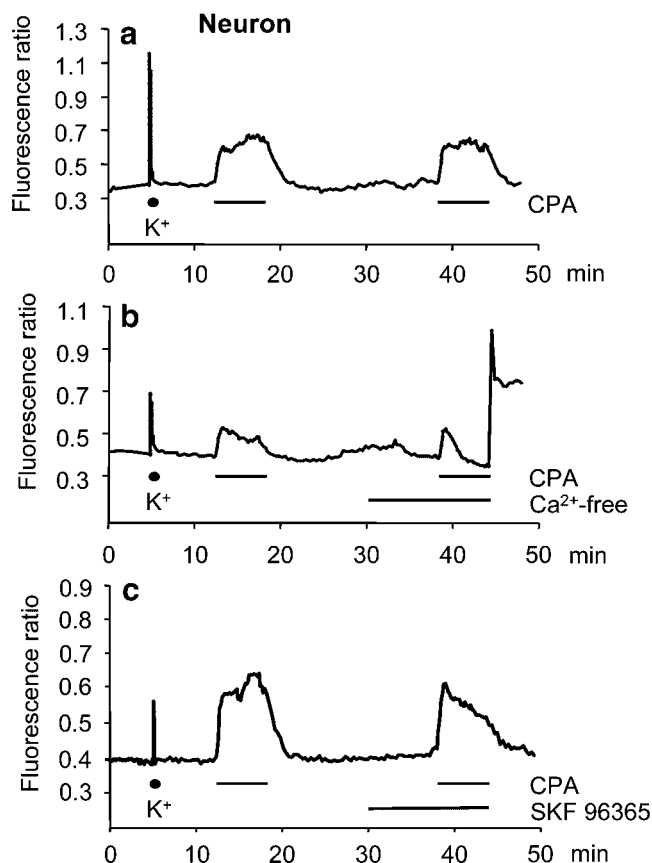 a
Neuron
Fluorescence ratio
1.3
1.1
0.9
0.7
0.5
0.3
K⁺
CPA
0 10 20 30 40 50 min
b
Fluorescence ratio
1.1
0.9
0.7
0.5
0.3
K⁺
CPA
Ca²⁺-free
0 10 20 30 40 50 min
c
Fluorescence ratio
0.9
0.8
0.7
0.6
0.5
0.4
0.3
K⁺
CPA
SKF 96365
0 10 20 30 40 50 min